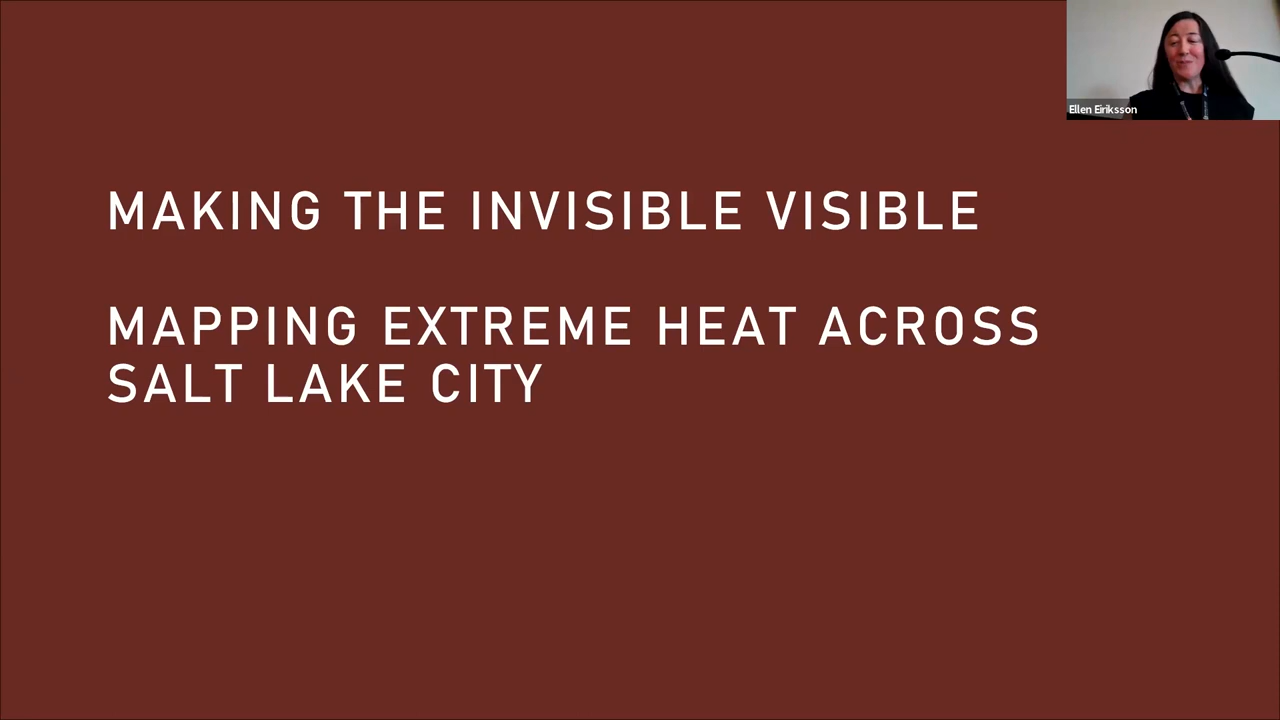 Ellen Eiriksson
MAKING THE INVISIBLE VISIBLE
MAPPING EXTREME HEAT ACROSS
SALT LAKE CITY